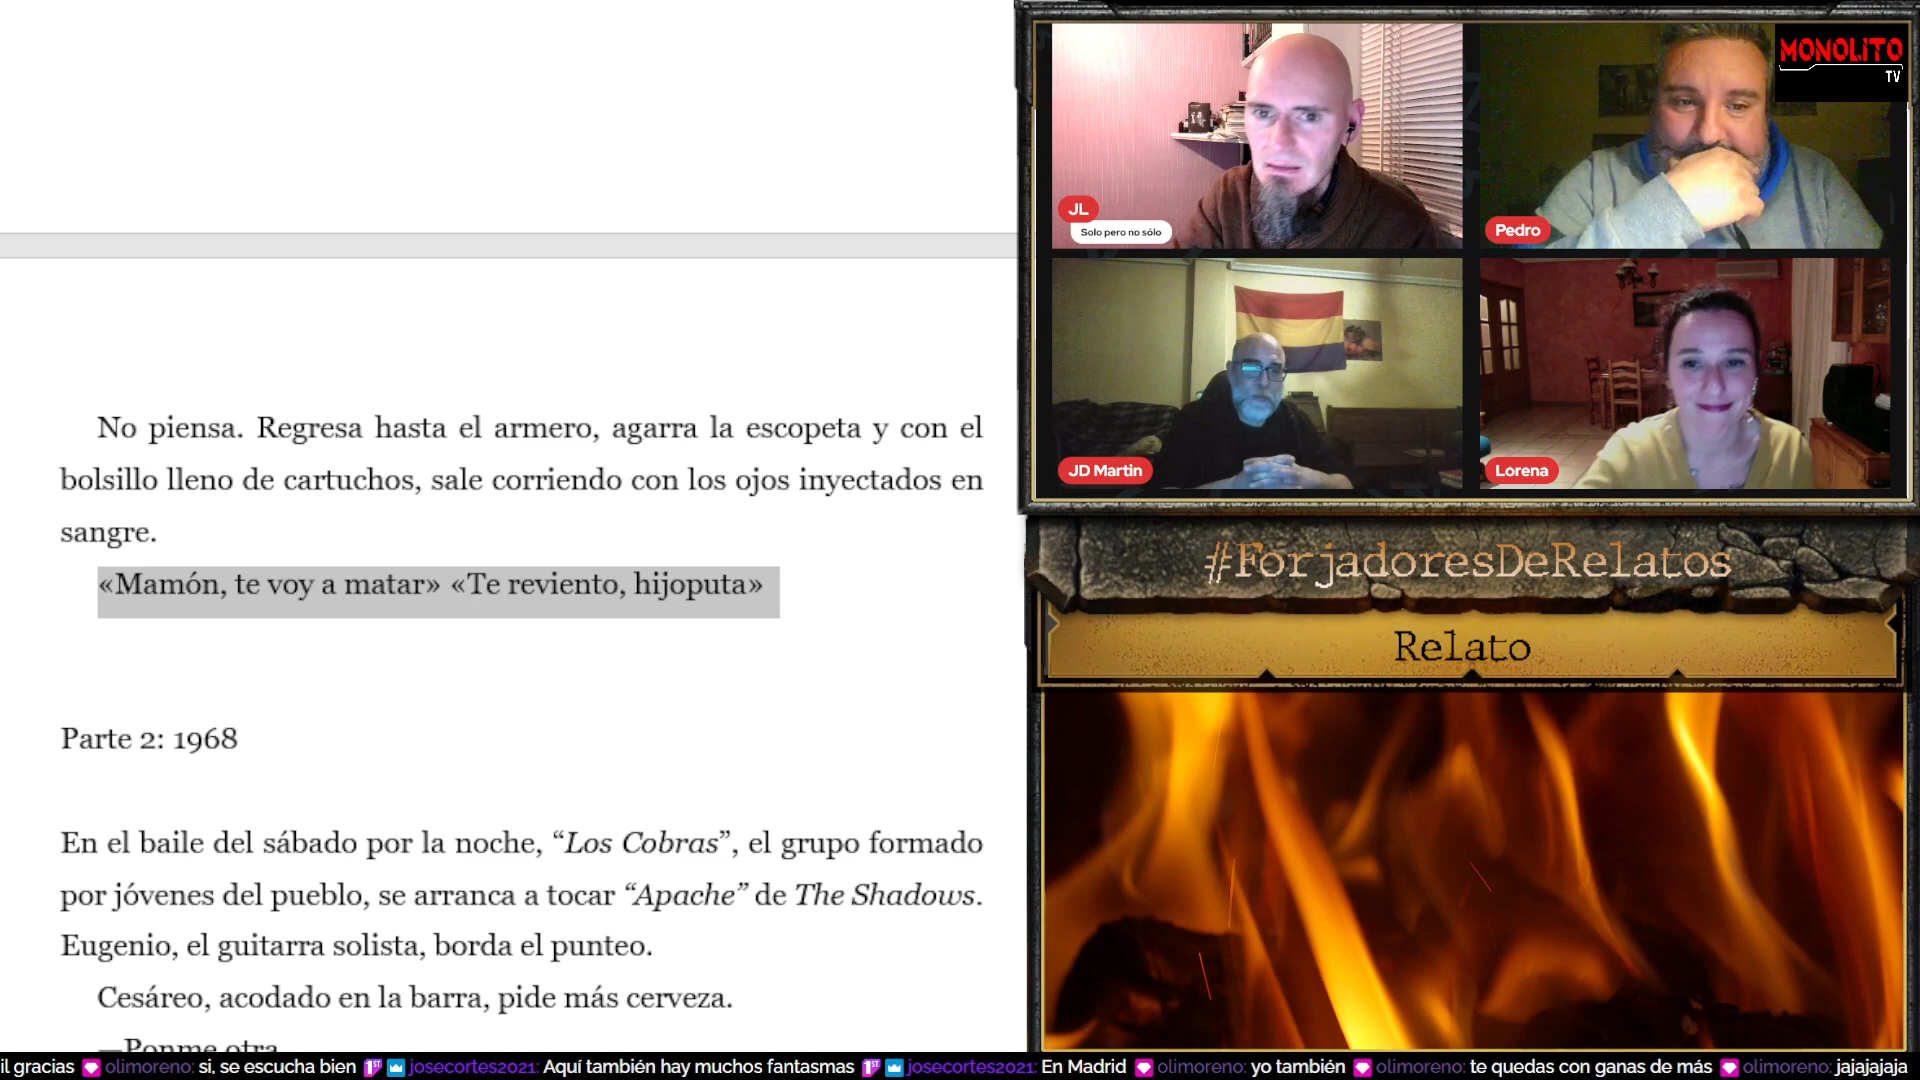 No piensa. Regresa hasta el armero, agarra la escopeta y con el
bolsillo lleno de cartuchos, sale corriendo con los ojos inyectados en
sangre.
«Mamón, te voy a matar» «Te reviento, hijoputa»
Parte 2: 1968
En el baile del sábado por la noche, “Los Cobras”, el grupo formado
por jóvenes del pueblo, se arranca a tocar “Apache” de The Shadows.
Eugenio, el guitarra solista, borda el punteo.
Cesáreo, acodado en la barra, pide más cerveza.
—Ponme otra
MONOLITO
TV
JL
Solo pero no sólo
Pedro
JD Martin
Lorena
#ForjadoresDeRelatos
Relato
il gracias olimoreno: si, se escucha bien 1ST josecortes2021: Aquí también hay muchos fantasmas 1ST josecortes2021: En Madrid olimoreno: yo también olimoreno: te quedas con ganas de más olimoreno: jajajajaja